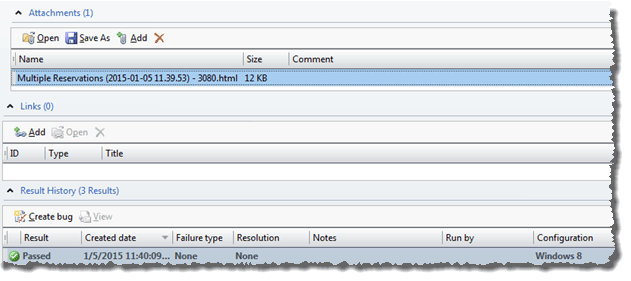 Attachments (1)
Open Save As Add
Name Size Comment
Multiple Reservations (2015-01-05 11.39.53) - 3080.html 12 KB
Links (0)
Add Open
ID Type Title
Result History (3 Results)
Create bug View
Result Created date Failure type Resolution Notes Run by Configuration
Passed 1/5/2015 11:40:09... None None Windows 8